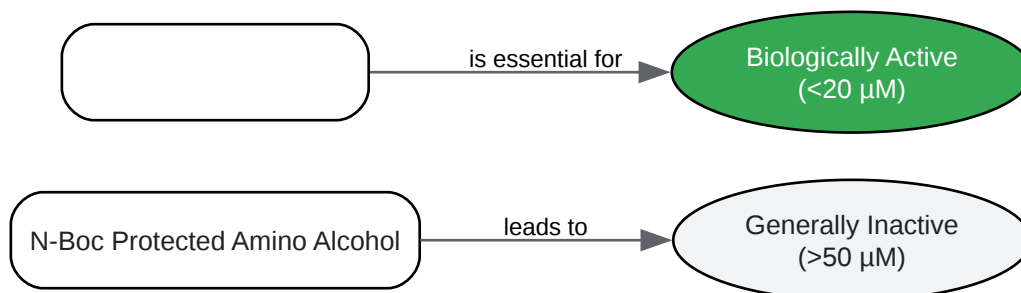 is essential for
Biologically Active
(<20 µM)
N-Boc Protected Amino Alcohol
leads to
Generally Inactive
(>50 µM)